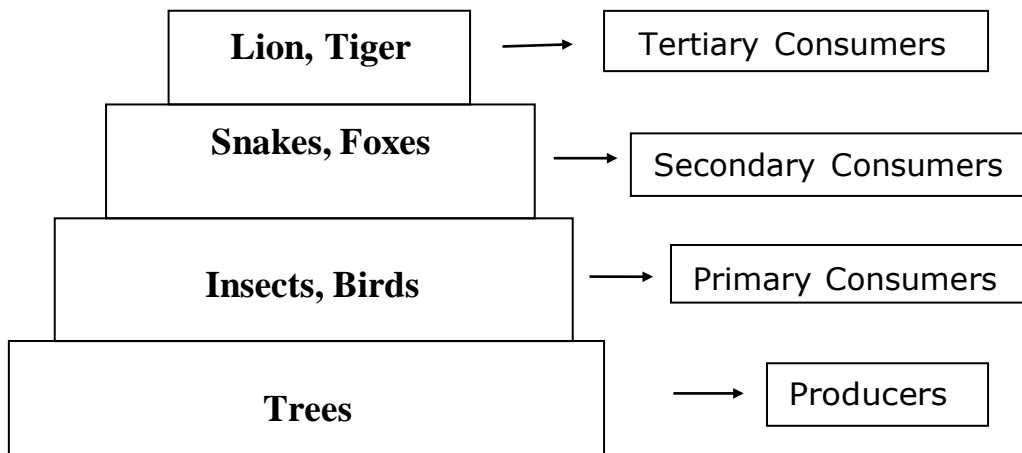 Lion, Tiger
Tertiary Consumers
Snakes, Foxes
Secondary Consumers
Insects, Birds
Primary Consumers
Trees
Producers